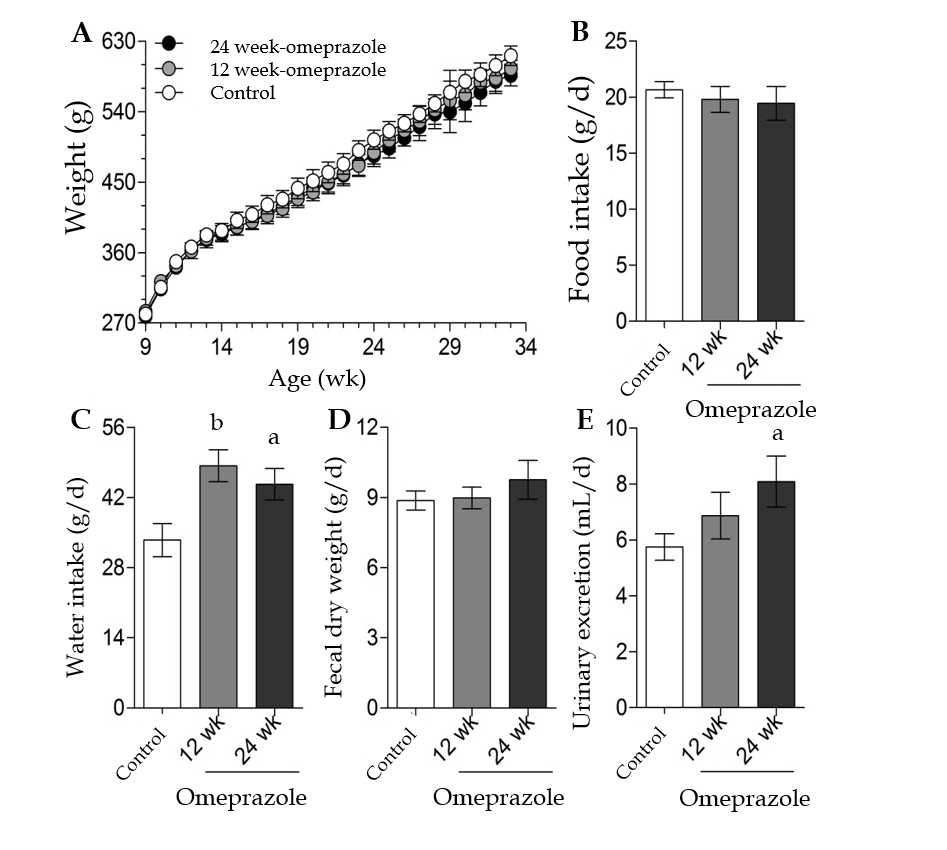 A
630
540
450
360
270
Weight (g)
24 week-omeprazole
12 week-omeprazole
Control
9
14
19
24
29
34
Age (wk)
B
25
20
15
10
5
0
Food intake (g/d)
Control
12 wk
24 wk
Omeprazole
C
56
42
28
14
0
Water intake (g/d)
b
a
Control
12 wk
24 wk
Omeprazole
D
12
9
6
3
0
Fecal dry weight (g/d)
Control
12 wk
24 wk
Omeprazole
E
10
8
6
4
2
0
Urinary excretion (mL/d)
a
Control
12 wk
24 wk
Omeprazole